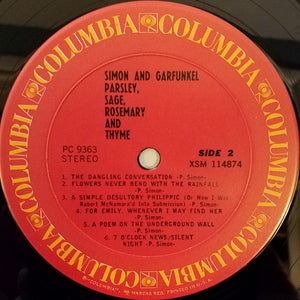 COLUMBIA COLUMBIA COLUMBIA COLUMBIA COLUMBIA COLUMBIA
SIMON AND GARFUNKEL
PARSLEY,
SAGE,
ROSEMARY
AND
THYME
PC 9363
STEREO
SIDE 2
XSM 114874
1. THE DANGLING CONVERSATION -P. Simon-
2. FLOWERS NEVER BEND WITH THE RAINFALL
-P. Simon-
3. A SIMPLE DESULTORY PHILIPPIC (Or How I Was
Robert McNamara'd Into Submission) -P. Simon-
4. FOR EMILY, WHENEVER I MAY FIND HER
-P. Simon-
5. A POEM ON THE UNDERGROUND WALL
-P. Simon-
6. 7 O'CLOCK NEWS/SILENT
NIGHT -P. Simon-